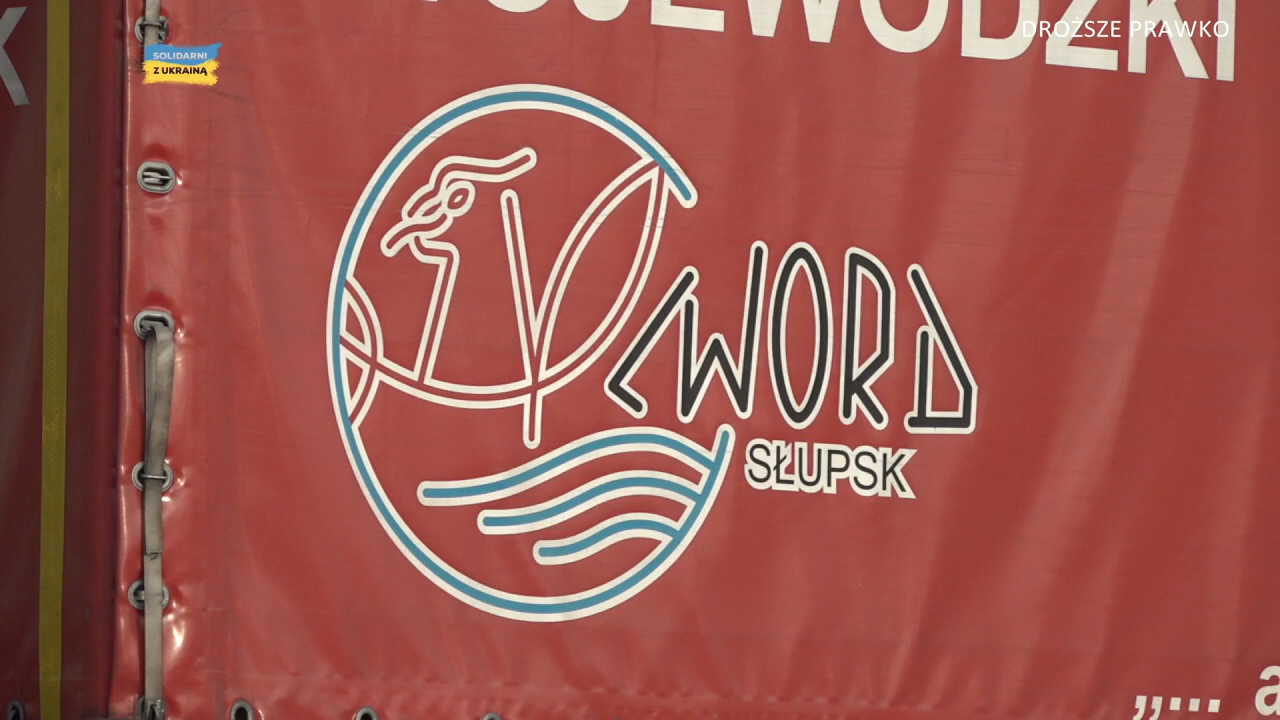 DROŻSZE PRAWKO
SOLIDARNI
Z UKRAINĄ
WORD
SŁUPSK